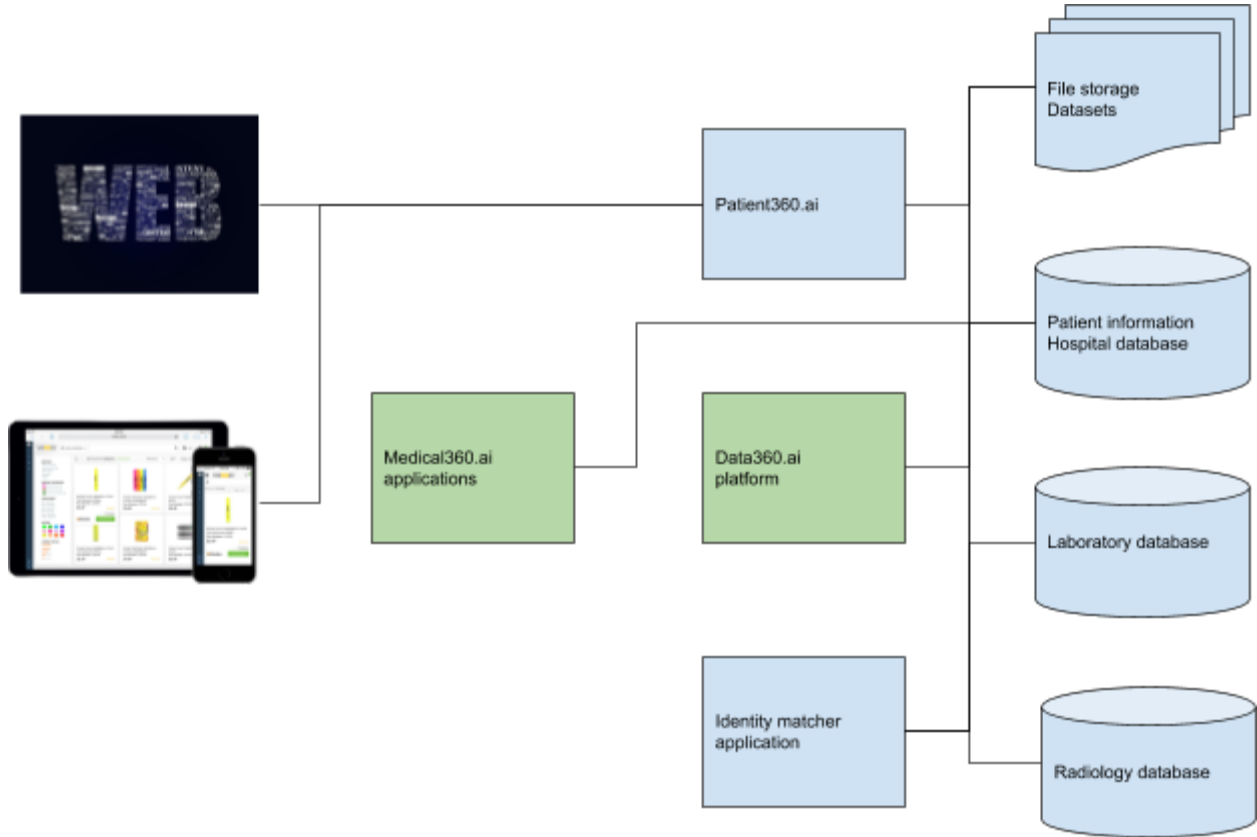 File storage
Datasets
WEB
Patient360.ai
Patient information
Hospital database
Medical360.ai
applications
Data360.ai
platform
Laboratory database
Identity matcher
application
Radiology database